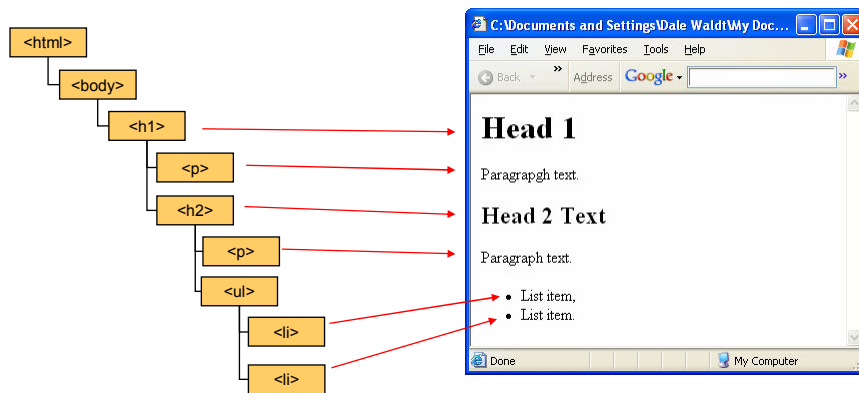 <html>
<body>
<h1>
<p>
<h2>
<p>
<ul>
<li>
<li>
C:\Documents and Settings\Dale Waldt\My Doc...
File Edit View Favorites Tools Help
Back » Address Google »
Head 1
Paragrapgh text.
Head 2 Text
Paragraph text.
• List item,
• List item.
Done My Computer